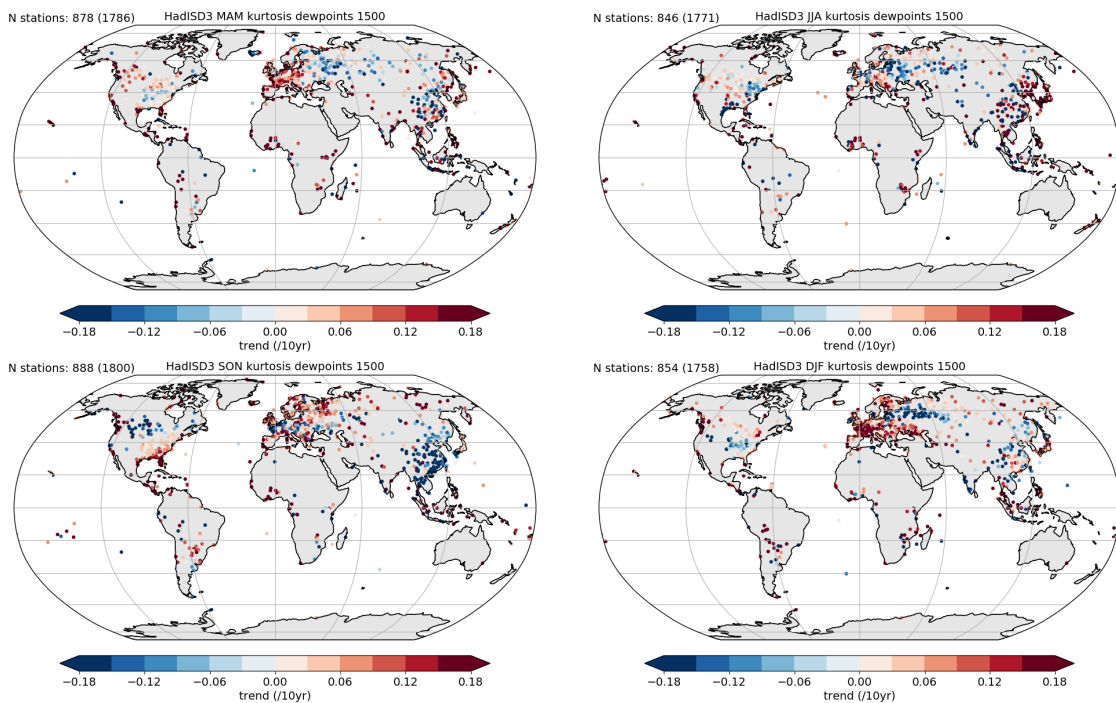 N stations: 878 (1786)
HadISD3 MAM kurtosis dewpoints 1500
−0.18 −0.12 −0.06 0.00 0.06 0.12 0.18
trend (/10yr)
N stations: 846 (1771)
HadISD3 JJA kurtosis dewpoints 1500
−0.18 −0.12 −0.06 0.00 0.06 0.12 0.18
trend (/10yr)
N stations: 888 (1800)
HadISD3 SON kurtosis dewpoints 1500
−0.18 −0.12 −0.06 0.00 0.06 0.12 0.18
trend (/10yr)
N stations: 854 (1758)
HadISD3 DJF kurtosis dewpoints 1500
−0.18 −0.12 −0.06 0.00 0.06 0.12 0.18
trend (/10yr)